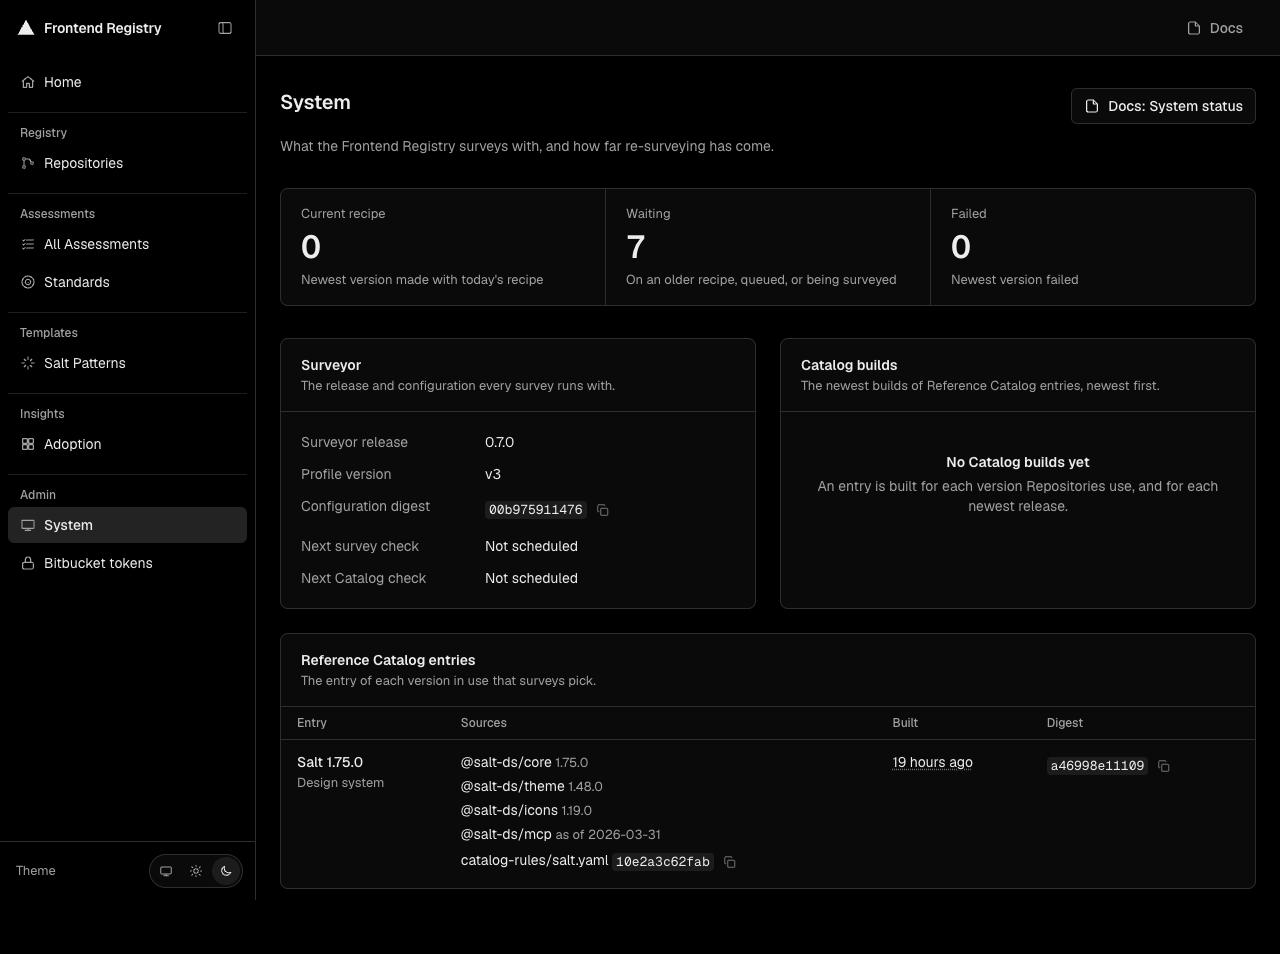 Frontend Registry
Docs
Home
Registry
Repositories
Assessments
All Assessments
Standards
Templates
Salt Patterns
Insights
Adoption
Admin
System
Bitbucket tokens
Theme
System
Docs: System status
What the Frontend Registry surveys with, and how far re-surveying has come.
Current recipe
0
Newest version made with today's recipe
Waiting
7
On an older recipe, queued, or being surveyed
Failed
0
Newest version failed
Surveyor
The release and configuration every survey runs with.
Surveyor release 0.7.0
Profile version v3
Configuration digest 00b975911476
Next survey check Not scheduled
Next Catalog check Not scheduled
Catalog builds
The newest builds of Reference Catalog entries, newest first.
No Catalog builds yet
An entry is built for each version Repositories use, and for each
newest release.
Reference Catalog entries
The entry of each version in use that surveys pick.
Entry Sources Built Digest
Salt 1.75.0 @salt-ds/core 1.75.0 19 hours ago a46998e11109
Design system
@salt-ds/theme 1.48.0
@salt-ds/icons 1.19.0
@salt-ds/mcp as of 2026-03-31
catalog-rules/salt.yaml 10e2a3c62fab